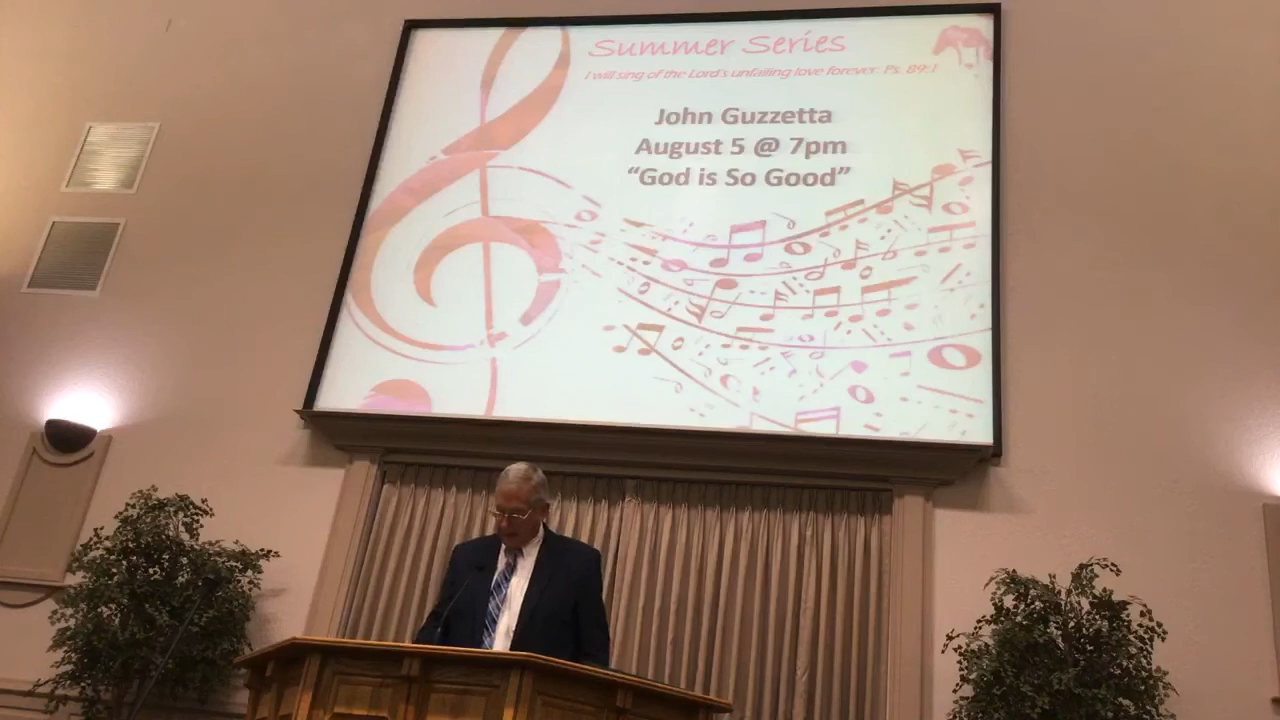 Summer Series
I will sing of the Lord's unfailing love forever. Ps. 89:1
John Guzzetta
August 5 @ 7pm
“God is So Good”